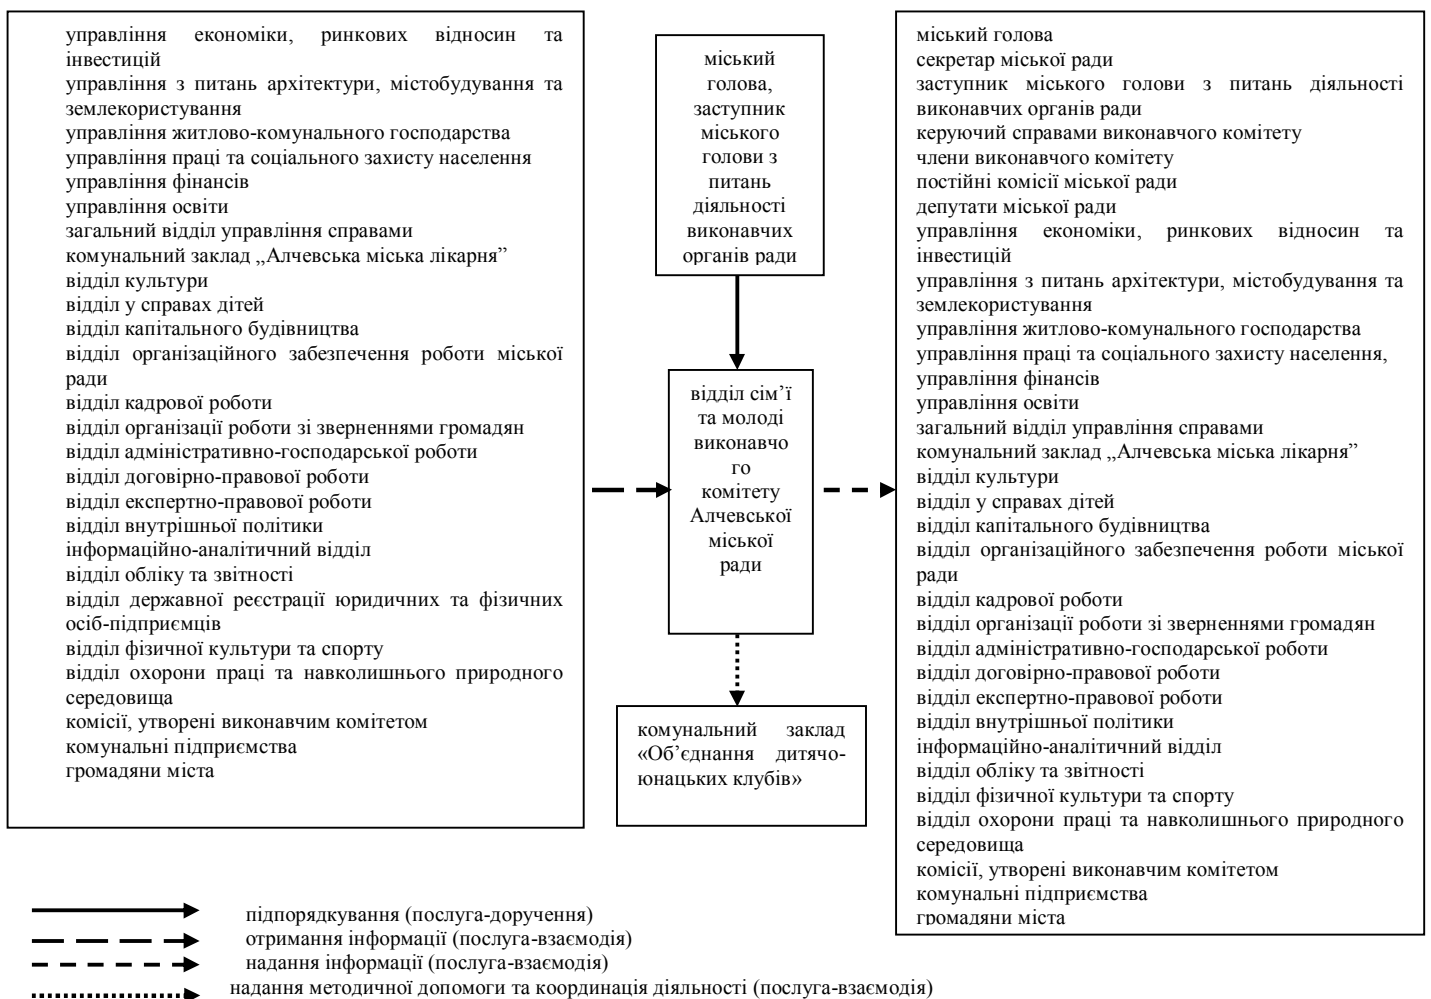 управління економіки, ринкових відносин та
інвестицій
управління з питань архітектури, містобудування та
землекористування
управління житлово-комунального господарства
управління праці та соціального захисту населення
управління фінансів
управління освіти
загальний відділ управління справами
комунальний заклад „Алчевська міська лікарня”
відділ культури
відділ у справах дітей
відділ капітального будівництва
відділ організаційного забезпечення роботи міської
ради
відділ кадрової роботи
відділ організації роботи зі зверненнями громадян
відділ адміністративно-господарської роботи
відділ договірно-правової роботи
відділ експертно-правової роботи
відділ внутрішньої політики
інформаційно-аналітичний відділ
відділ обліку та звітності
відділ державної реєстрації юридичних та фізичних
осіб-підприємців
відділ фізичної культури та спорту
відділ охорони праці та навколишнього природного
середовища
комісії, утворені виконавчим комітетом
комунальні підприємства
громадяни міста
міський
голова,
заступник
міського
голови з
питань
діяльності
виконавчих
органів ради
відділ сім’ї
та молоді
виконавчо
го
комітету
Алчевської
міської
ради
комунальний заклад
«Об’єднання дитячо-
юнацьких клубів»
міський голова
секретар міської ради
заступник міського голови з питань діяльності
виконавчих органів ради
керуючий справами виконавчого комітету
члени виконавчого комітету
постійні комісії міської ради
депутати міської ради
управління економіки, ринкових відносин та
інвестицій
управління з питань архітектури, містобудування та
землекористування
управління житлово-комунального господарства
управління праці та соціального захисту населення,
управління фінансів
управління освіти
загальний відділ управління справами
комунальний заклад „Алчевська міська лікарня”
відділ культури
відділ у справах дітей
відділ капітального будівництва
відділ організаційного забезпечення роботи міської
ради
відділ кадрової роботи
відділ організації роботи зі зверненнями громадян
відділ адміністративно-господарської роботи
відділ договірно-правової роботи
відділ експертно-правової роботи
відділ внутрішньої політики
інформаційно-аналітичний відділ
відділ обліку та звітності
відділ фізичної культури та спорту
відділ охорони праці та навколишнього природного
середовища
комісії, утворені виконавчим комітетом
комунальні підприємства
громадяни міста
підпорядкування (послуга-доручення)
отримання інформації (послуга-взаємодія)
надання інформації (послуга-взаємодія)
надання методичної допомоги та координація діяльності (послуга-взаємодія)